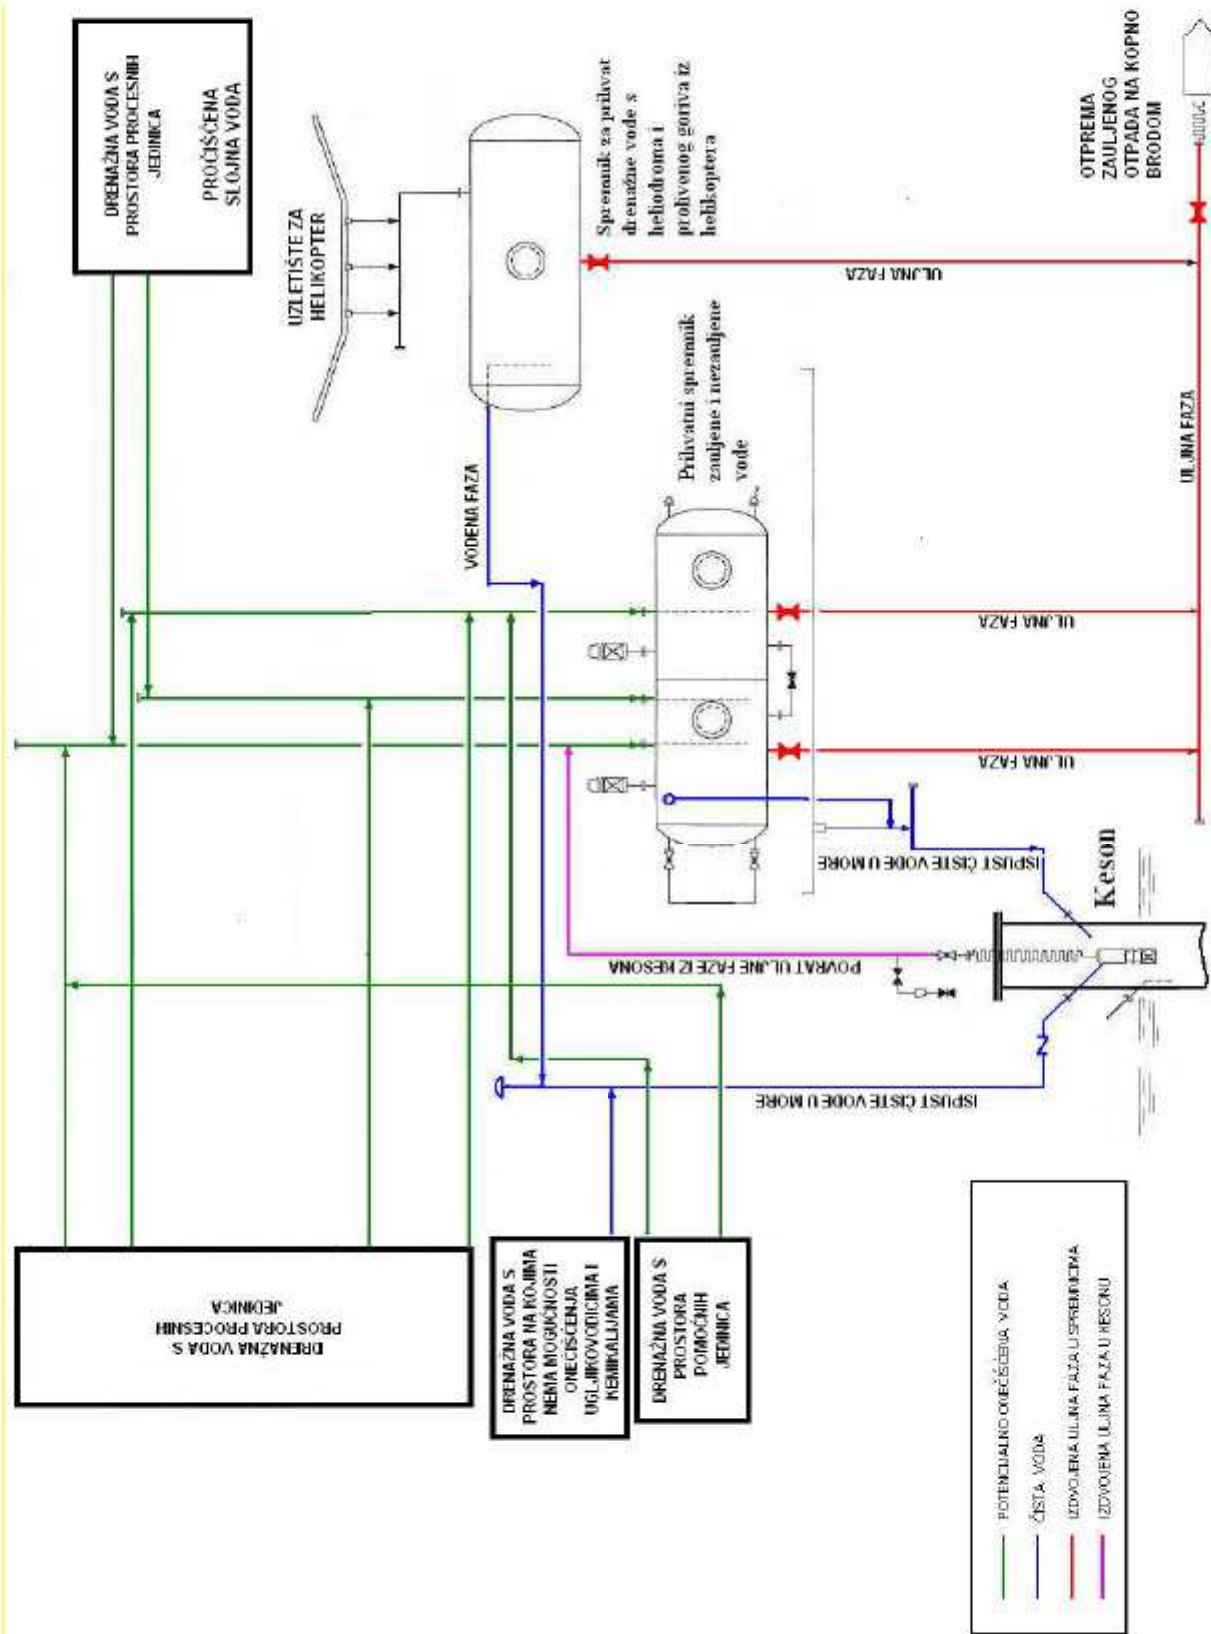 DRENAŽNA VODA S
PROSTORA PROCESNIH
JEDINICA
PROČIŠĆENA
SLOJNA VODA
UZLETIŠTE ZA
HELIKOPTER
Spremnik za prihvat
drenažne vode s
heliodroma i
prolivenog goriva iz
helikoptera
OTPREMA
ZAULJENOG
OTPADA NA KOPNO
BRODOM
ULJNA FAZA
VODENA FAZA
Prihvatni spremnik
zauljene i nezauljene
vode
ULJNA FAZA
ULJNA FAZA
ULJNA FAZA
ISPUST ČISTE VODE U MORE
Keson
POVRAT ULJNE FAZE IZ KESONA
ISPUST ČISTE VODE U MORE
DRENAŽNA VODA S
PROSTORA PROCESNIH
JEDINICA
DRENAŽNA VODA S
PROSTORA NA KOJIMA
NEMA MOGUĆNOSTI
ONEČIŠĆENJA
UGLJIKOVODICIMA I
KEMIKALIJAMA
DRENAŽNA VODA S
PROSTORA
POMOĆNIH
JEDINICA
POTENCIJALNO ONEČIŠĆENA VODA
ČISTA VODA
IZDVOJENA ULJNA FAZA U SPREMNICIMA
IZDVOJENA ULJNA FAZA U KESONU